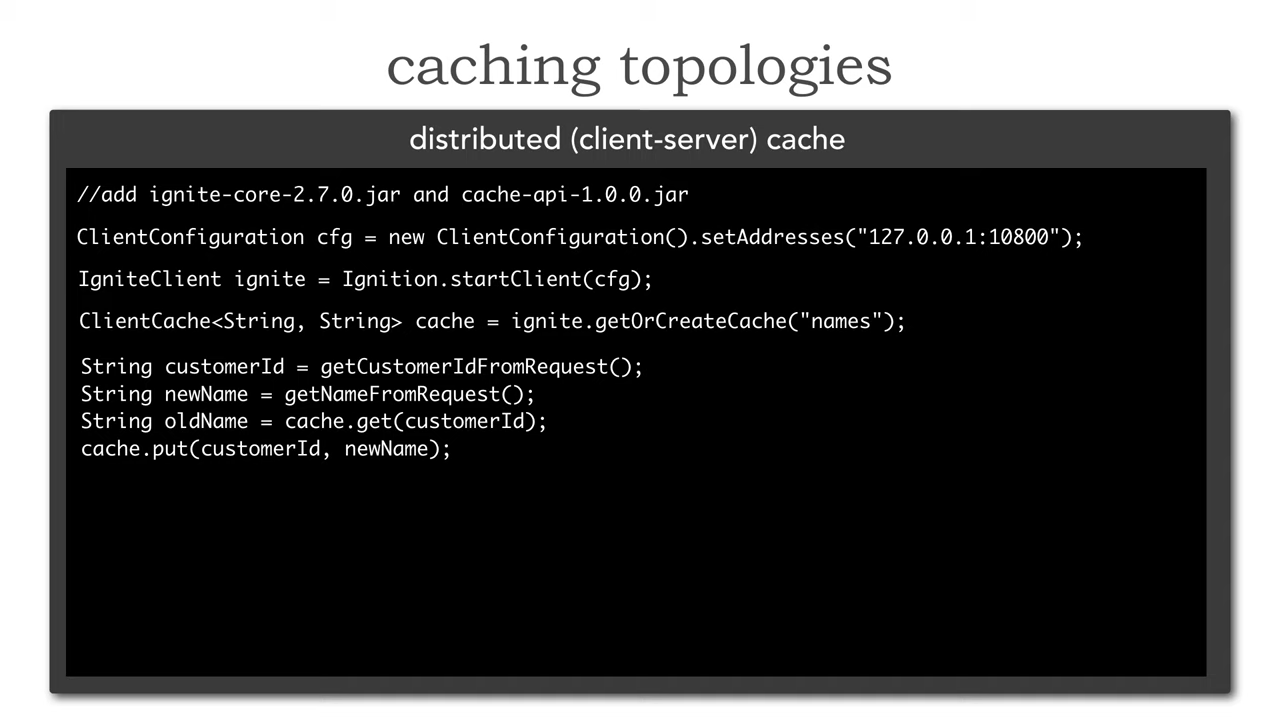 caching topologies
distributed (client-server) cache
//add ignite-core-2.7.0.jar and cache-api-1.0.0.jar
ClientConfiguration cfg = new ClientConfiguration().setAddresses("127.0.0.1:10800");
IgniteClient ignite = Ignition.startClient(cfg);
ClientCache<String, String> cache = ignite.getOrCreateCache("names");
String customerId = getCustomerIdFromRequest();
String newName = getNameFromRequest();
String oldName = cache.get(customerId);
cache.put(customerId, newName);